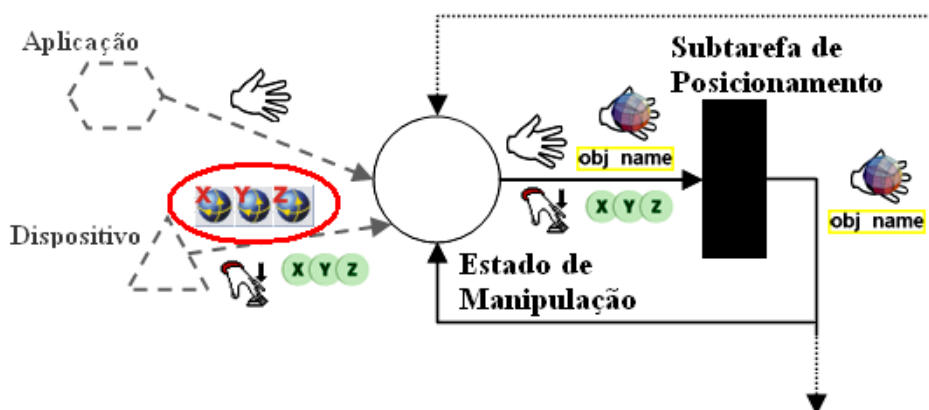 Aplicação
Subtarefa de
Posicionamento
obj name
X Y Z
obj name
X Y Z
Dispositivo
X Y Z
Estado de
Manipulação